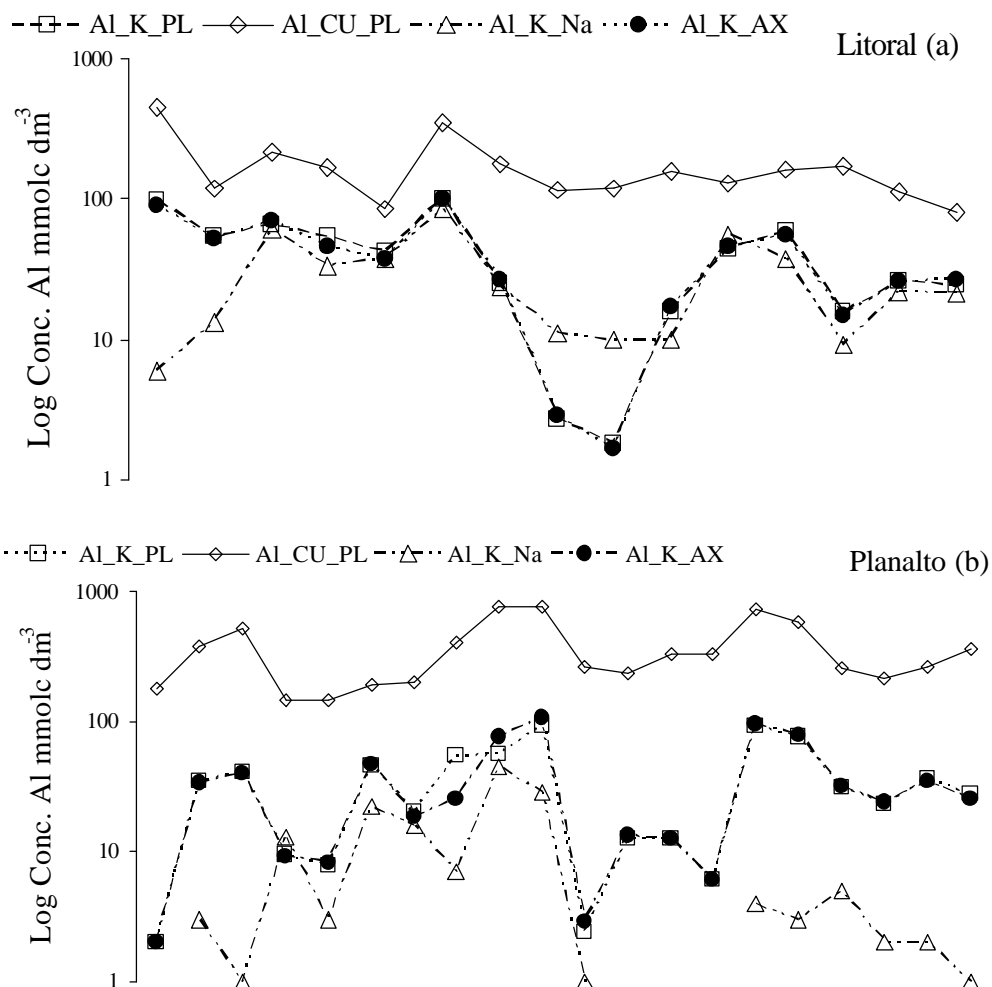 Al_K_PL Al_CU_PL Al_K_Na Al_K_AX
Litoral (a)
Log Conc. Al mmolc dm-3
1000
100
10
1
Al_K_PL Al_CU_PL Al_K_Na Al_K_AX
Planalto (b)
Log Conc. Al mmolc dm-3
1000
100
10
1